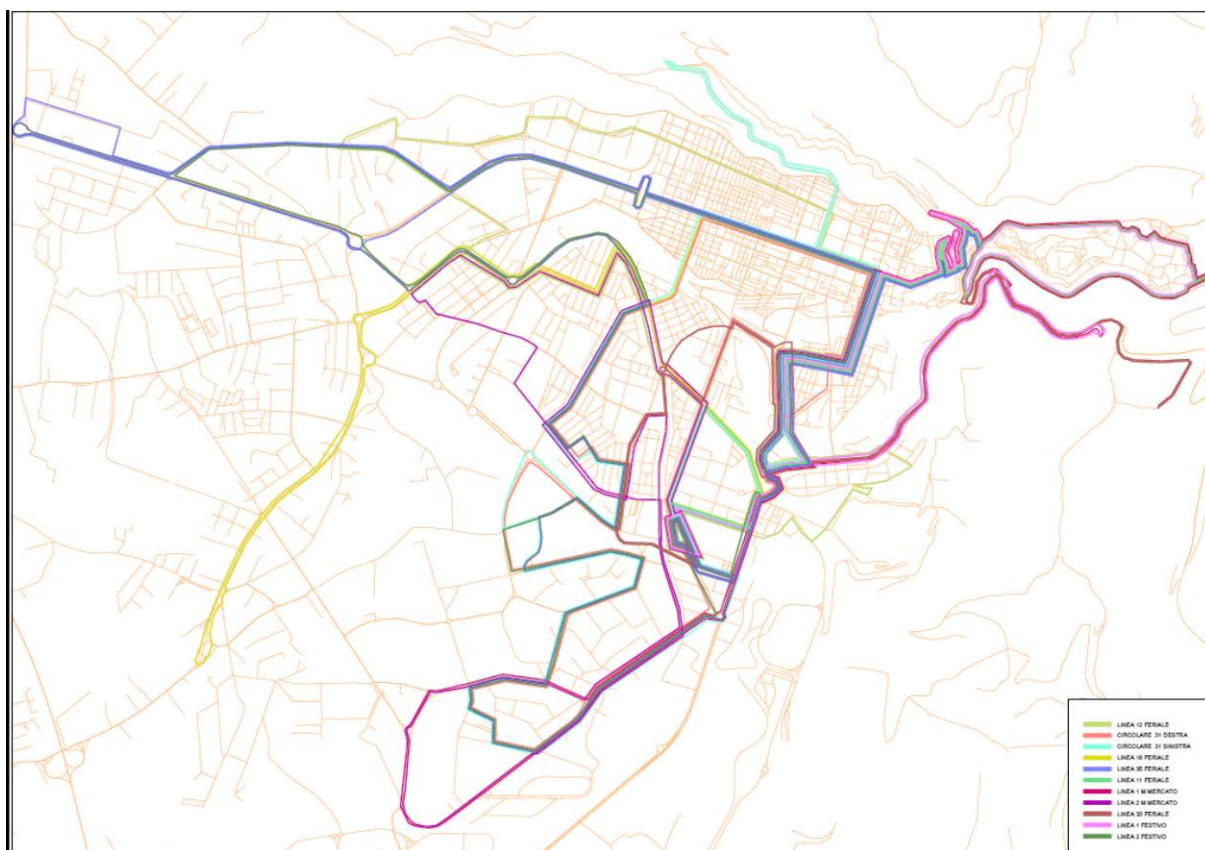 LINEA 12 FERIALE
CIRCOLARE 31 DESTRA
CIRCOLARE 31 SINISTRA
LINEA 16 FERIALE
LINEA 35 FERIALE
LINEA 11 FERIALE
LINEA 1 M.MERCATO
LINEA 2 M.MERCATO
LINEA 33 FERIALE
LINEA 1 FESTIVO
LINEA 2 FESTIVO